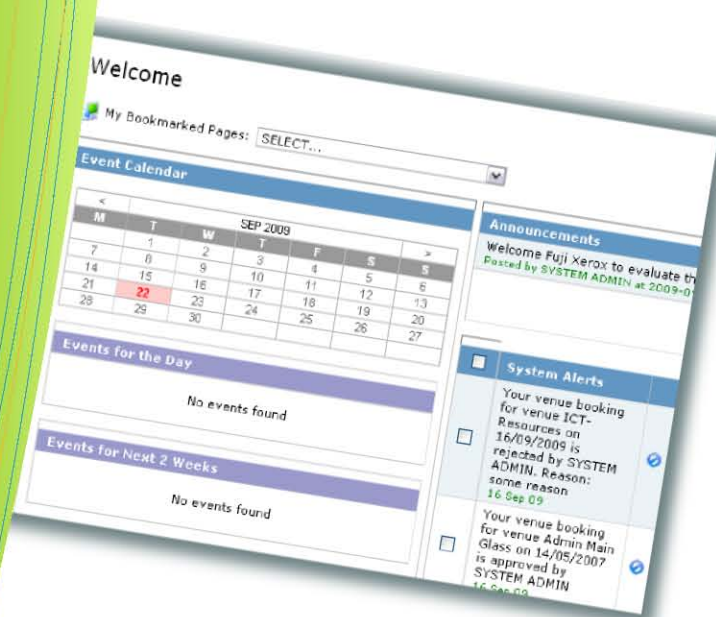 Welcome
My Bookmarked Pages: SELECT...
Event Calendar
< SEP 2009 >
M T W T F S S
1 2 3 4 5 6
7 8 9 10 11 12 13
14 15 16 17 18 19 20
21 22 23 24 25 26 27
28 29 30
Events for the Day
No events found
Events for Next 2 Weeks
No events found
Announcements
Welcome Fuji Xerox to evaluate th
Posted by SYSTEM ADMIN at 2009-0
System Alerts
Your venue booking
for venue ICT-
Resources on
16/09/2009 is
rejected by SYSTEM
ADMIN. Reason:
some reason
16 Sep 09
Your venue booking
for venue Admin Main
Glass on 14/05/2007
is approved by
SYSTEM ADMIN
16 Sep 09